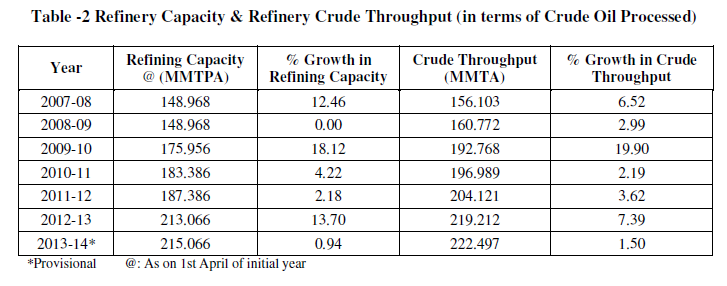 Table -2 Refinery Capacity & Refinery Crude Throughput (in terms of Crude Oil Processed)
Year Refining Capacity @ (MMTPA) % Growth in Refining Capacity Crude Throughput (MMTA) % Growth in Crude Throughput
2007-08 148.968 12.46 156.103 6.52
2008-09 148.968 0.00 160.772 2.99
2009-10 175.956 18.12 192.768 19.90
2010-11 183.386 4.22 196.989 2.19
2011-12 187.386 2.18 204.121 3.62
2012-13 213.066 13.70 219.212 7.39
2013-14* 215.066 0.94 222.497 1.50
*Provisional @: As on 1st April of initial year